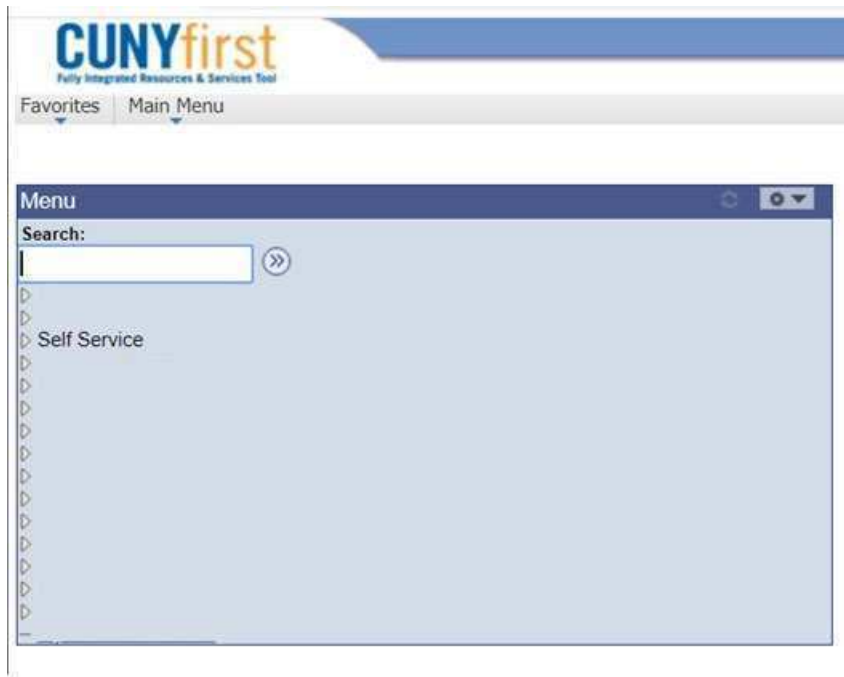 CUNYfirst
Fully Integrated Resources & Services Tool
Favorites Main Menu
Menu
Search:
Self Service